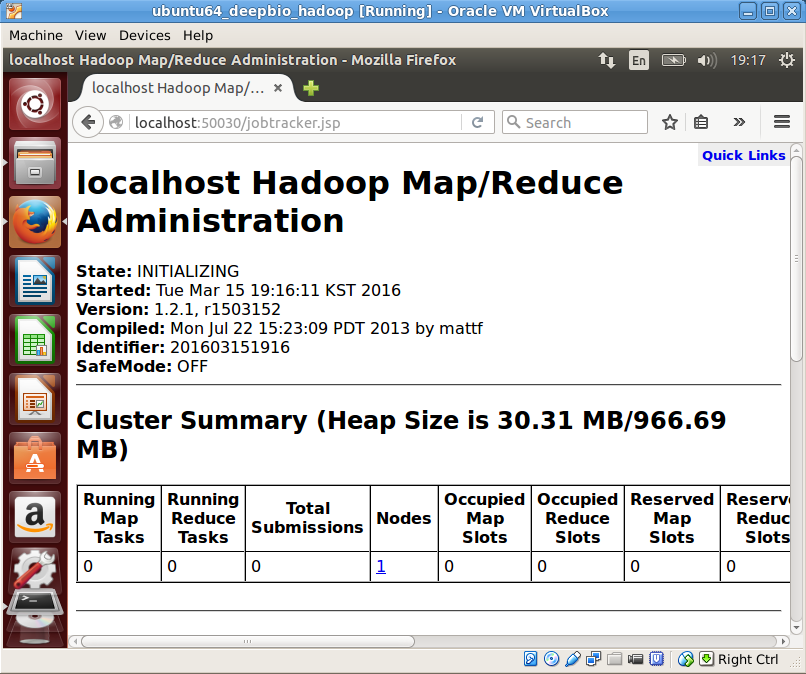 ubuntu64_deepbio_hadoop [Running] - Oracle VM VirtualBox
Machine View Devices Help
localhost Hadoop Map/Reduce Administration - Mozilla Firefox
En
19:17
localhost Hadoop Map/...
localhost:50030/jobtracker.jsp
Search
Quick Links
localhost Hadoop Map/Reduce
Administration
State: INITIALIZING
Started: Tue Mar 15 19:16:11 KST 2016
Version: 1.2.1, r1503152
Compiled: Mon Jul 22 15:23:09 PDT 2013 by mattf
Identifier: 201603151916
SafeMode: OFF
Cluster Summary (Heap Size is 30.31 MB/966.69
MB)
Running Map Tasks Running Reduce Tasks Total Submissions Nodes Occupied Map Slots Occupied Reduce Slots Reserved Map Slots Reserv Reduc Slots
0 0 0 1 0 0 0 0
Right Ctrl